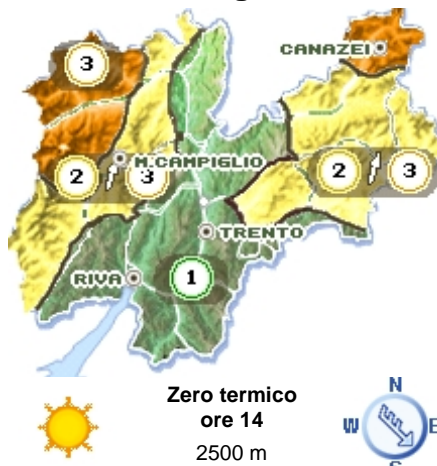 CANAZEI
3
M.CAMPIGLIO
2 3
2 3
TRENTO
RIVA
1
Zero termico
ore 14
2500 m
N
W E
S